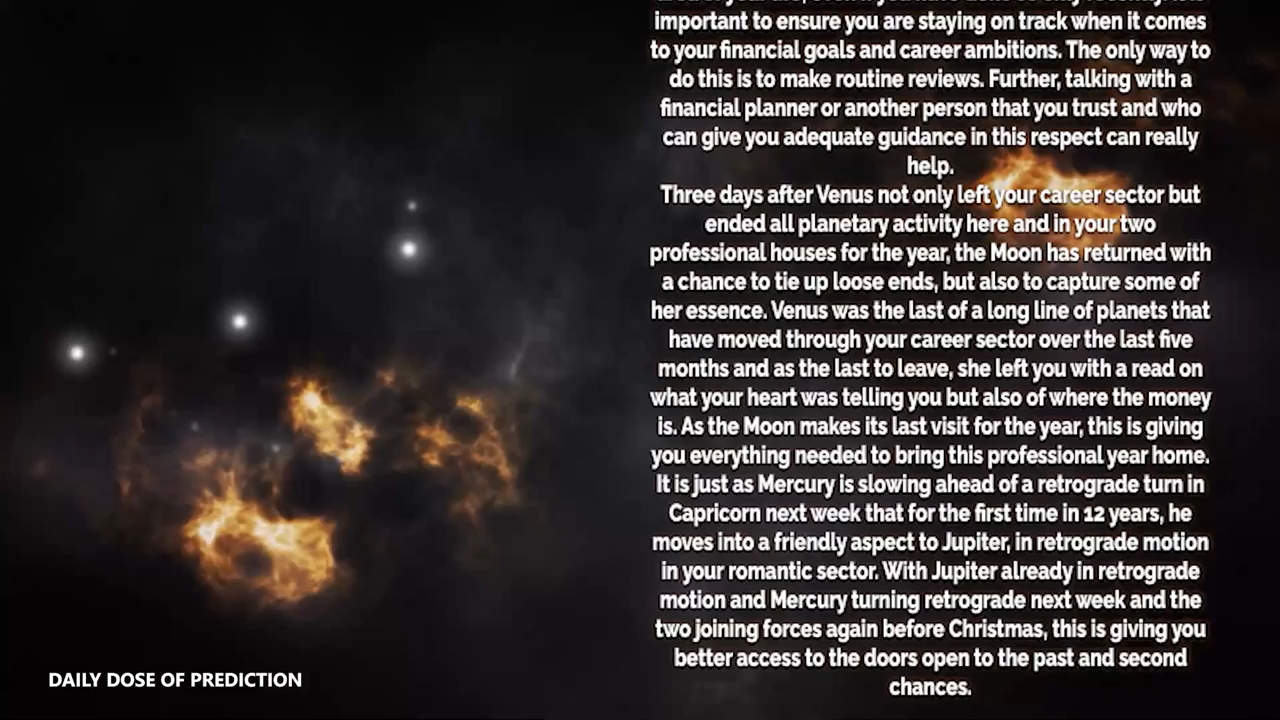 important to ensure you are staying on track when it comes
to your financial goals and career ambitions. The only way to
do this is to make routine reviews. Further, talking with a
financial planner or another person that you trust and who
can give you adequate guidance in this respect can really
help.
Three days after Venus not only left your career sector but
ended all planetary activity here and in your two
professional houses for the year, the Moon has returned with
a chance to tie up loose ends, but also to capture some of
her essence. Venus was the last of a long line of planets that
have moved through your career sector over the last five
months and as the last to leave, she left you with a read on
what your heart was telling you but also of where the money
is. As the Moon makes its last visit for the year, this is giving
you everything needed to bring this professional year home.
It is just as Mercury is slowing ahead of a retrograde turn in
Capricorn next week that for the first time in 12 years, he
moves into a friendly aspect to Jupiter, in retrograde motion
in your romantic sector. With Jupiter already in retrograde
motion and Mercury turning retrograde next week and the
two joining forces again before Christmas, this is giving you
better access to the doors open to the past and second
chances.
DAILY DOSE OF PREDICTION